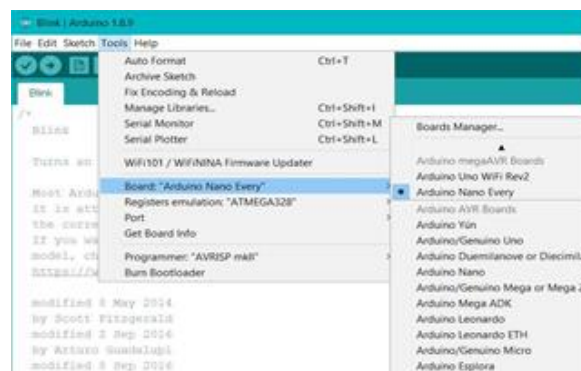 Blink | Arduino 1.8.9
File Edit Sketch Tools Help
Blink
Auto Format Ctrl+T
Archive Sketch
Fix Encoding & Reload
Manage Libraries... Ctrl+Shift+I
Serial Monitor Ctrl+Shift+M
Serial Plotter Ctrl+Shift+L
WiFi101 / WiFiNINA Firmware Updater
Board: "Arduino Nano Every"
Registers emulation: "ATMEGA328"
Port
Get Board Info
Programmer: "AVRISP mkII"
Burn Bootloader
Boards Manager...
Arduino megaAVR Boards
Arduino Uno WiFi Rev2
Arduino Nano Every
Arduino AVR Boards
Arduino Yún
Arduino/Genuino Uno
Arduino Duemilanove or Diecimila
Arduino Nano
Arduino/Genuino Mega or Mega 2
Arduino Mega ADK
Arduino Leonardo
Arduino Leonardo ETH
Arduino/Genuino Micro
Arduino Esplora
/*
Blink
Turns an
Most Ardu
it is att
the corre
If you wa
model, ch
https://w
modified 8 May 2014
by Scott Fitzgerald
modified 2 Sep 2016
by Arturo Guadalupi
modified 8 Sep 2016